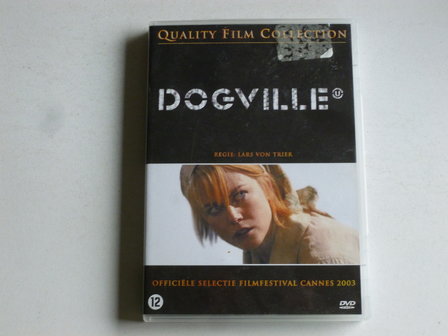 QUALITY FILM COLLECTION
DOGVILLE
REGIE: LARS VON TRIER
OFFICIËLE SELECTIE FILMFESTIVAL CANNES 2003
12
DVD